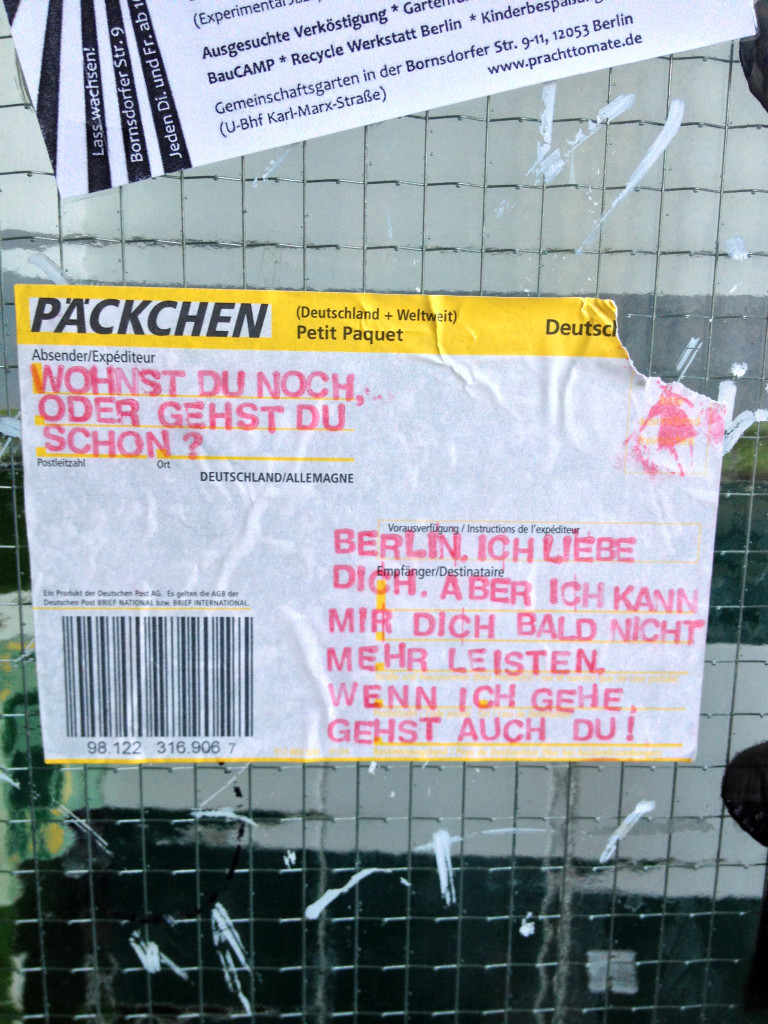 (Experimental
Ausgesuchte Verköstigung *
BauCAMP * Recycle Werkstatt Berlin * Kinderbespaßung
Gemeinschaftsgarten in der Bornsdorfer Str. 9-11, 12053 Berlin
(U-Bhf Karl-Marx-Straße)
www.prachttomate.de
Lass wachsen!
Bornsdorfer Str. 9
Jeden Di. und Fr. ab
PÄCKCHEN
(Deutschland + Weltweit)
Petit Paquet
Deutsc
Absender/Expéditeur
WOHNST DU NOCH,
ODER GEHST DU
SCHON?
Postleitzahl Ort
DEUTSCHLAND/ALLEMAGNE
Vorausverfügung / Instructions de l'expéditeur
BERLIN. ICH LIEBE
Empfänger/Destinataire
DICH. ABER ICH KANN
MIR DICH BALD NICHT
MEHR LEISTEN.
WENN ICH GEHE,
GEHST AUCH DU!
Ein Produkt der Deutschen Post AG. Es gelten die AGB der
Deutschen Post BRIEF NATIONAL bzw. BRIEF INTERNATIONAL.
98.122 316.906 7